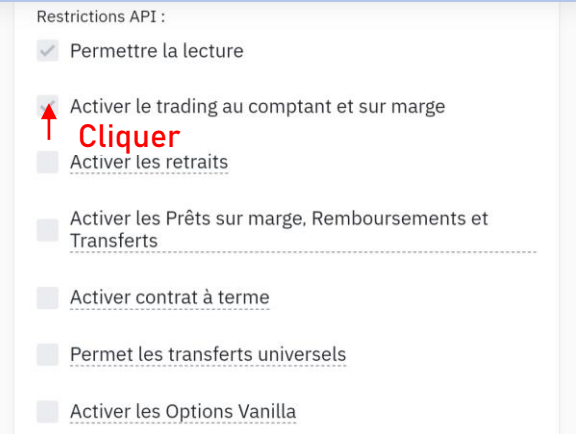 Restrictions API :
Permettre la lecture
Activer le trading au comptant et sur marge
Cliquer
Activer les retraits
Activer les Prêts sur marge, Remboursements et
Transferts
Activer contrat à terme
Permet les transferts universels
Activer les Options Vanilla